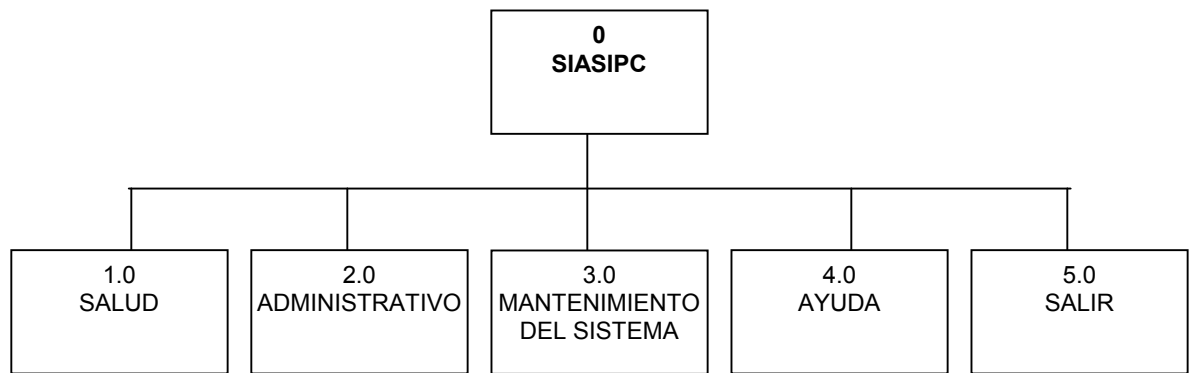 0
SIASIPC
1.0
SALUD
2.0
ADMINISTRATIVO
3.0
MANTENIMIENTO
DEL SISTEMA
4.0
AYUDA
5.0
SALIR